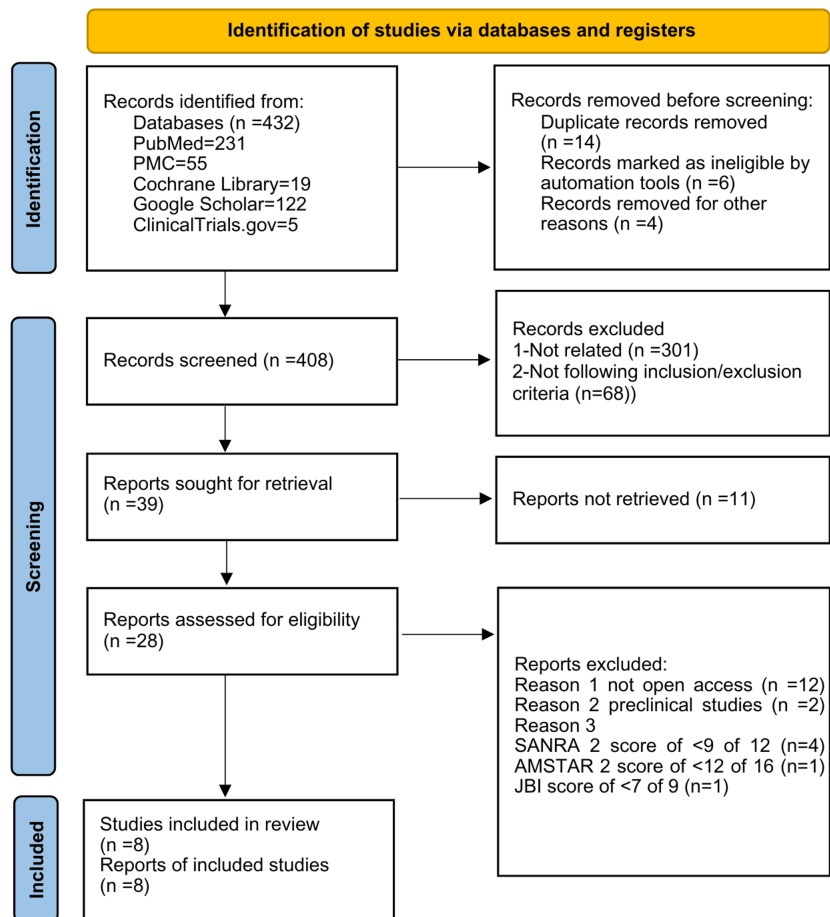 Identification of studies via databases and registers
Identification
Records identified from:
Databases (n =432)
PubMed=231
PMC=55
Cochrane Library=19
Google Scholar=122
ClinicalTrials.gov=5
Records removed before screening:
Duplicate records removed
(n =14)
Records marked as ineligible by
automation tools (n =6)
Records removed for other
reasons (n =4)
Screening
Records screened (n =408)
Records excluded
1-Not related (n =301)
2-Not following inclusion/exclusion
criteria (n=68))
Reports sought for retrieval
(n =39)
Reports not retrieved (n =11)
Reports assessed for eligibility
(n =28)
Reports excluded:
Reason 1 not open access (n =12)
Reason 2 preclinical studies (n =2)
Reason 3
SANRA 2 score of <9 of 12 (n=4)
AMSTAR 2 score of <12 of 16 (n=1)
JBI score of <7 of 9 (n=1)
Included
Studies included in review
(n =8)
Reports of included studies
(n =8)